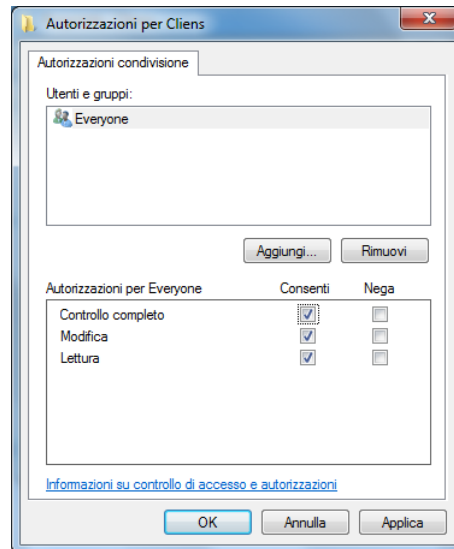 Autorizzazioni per Cliens
Autorizzazioni condivisione
Utenti e gruppi:
Everyone
Aggiungi... Rimuovi
Autorizzazioni per Everyone Consenti Nega
Controllo completo
Modifica
Lettura
Informazioni su controllo di accesso e autorizzazioni
OK Annulla Applica